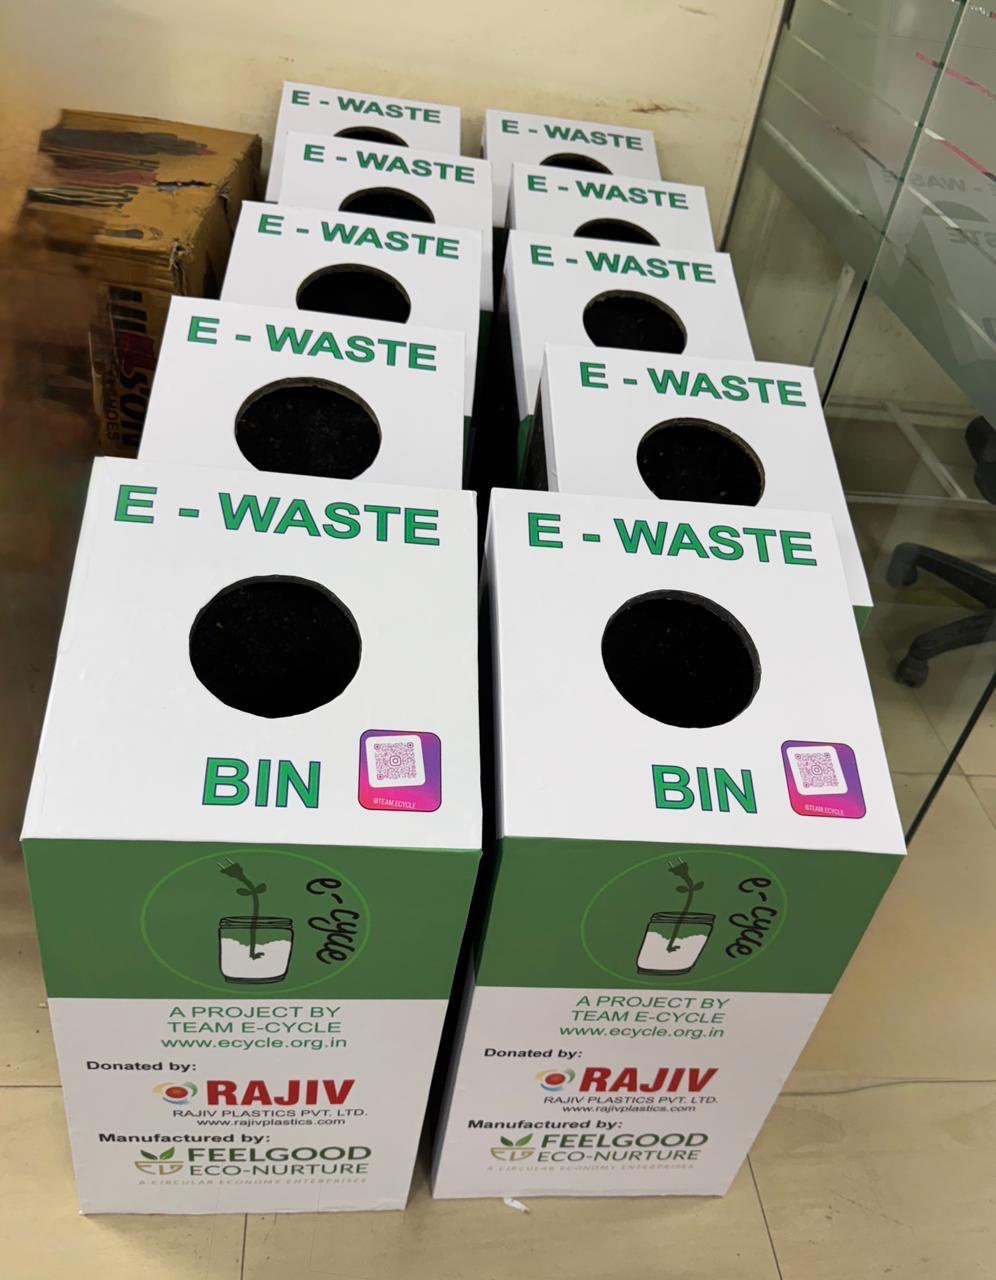 E - WASTE
E - WASTE
E - WASTE
E - WASTE
E - WASTE
E - WASTE
E - WASTE
E - WASTE
E - WASTE
BIN
@TEAM.ECYCLE
e-cycle
A PROJECT BY
TEAM E-CYCLE
www.ecycle.org.in
Donated by:
RAJIV
RAJIV PLASTICS PVT. LTD.
www.rajivplastics.com
Manufactured by:
FEELGOOD
ECO-NURTURE
A CIRCULAR ECONOMY ENTERPRISES
E - WASTE
BIN
@TEAM.ECYCLE
e-cycle
A PROJECT BY
TEAM E-CYCLE
www.ecycle.org.in
Donated by:
RAJIV
RAJIV PLASTICS PVT. LTD.
www.rajivplastics.com
Manufactured by:
FEELGOOD
ECO-NURTURE
A CIRCULAR ECONOMY ENTERPRISES